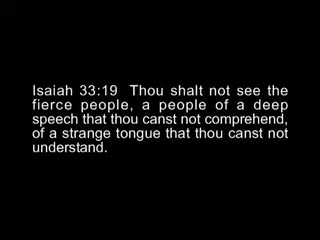 Isaiah 33:19  Thou shalt not see the
fierce people, a people of a deep
speech that thou canst not comprehend,
of a strange tongue that thou canst not
understand.